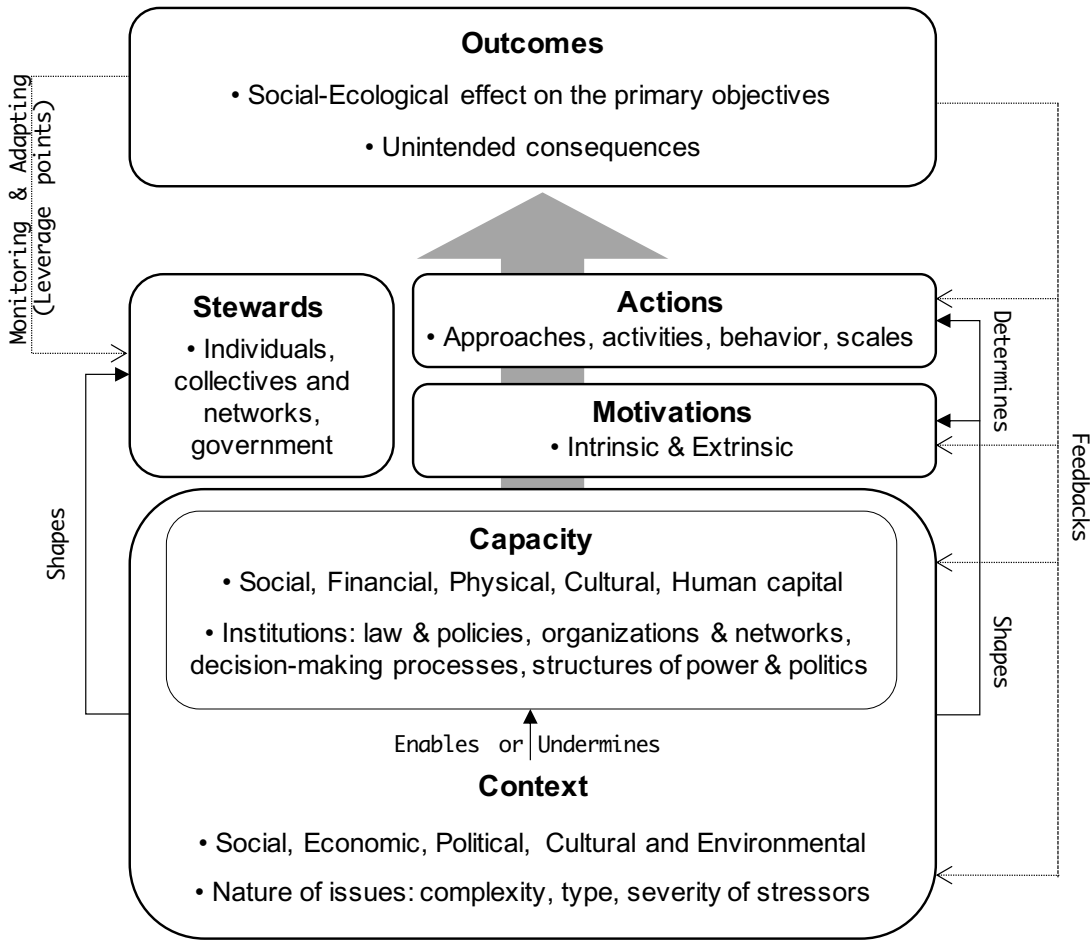 Outcomes
• Social-Ecological effect on the primary objectives
• Unintended consequences
Monitoring & Adapting
(Leverage points)
Stewards
• Individuals,
collectives and
networks,
government
Actions
• Approaches, activities, behavior, scales
Motivations
• Intrinsic & Extrinsic
Determines
Feedbacks
Shapes
Shapes
Capacity
• Social, Financial, Physical, Cultural, Human capital
• Institutions: law & policies, organizations & networks,
decision-making processes, structures of power & politics
Enables or Undermines
Context
• Social, Economic, Political, Cultural and Environmental
• Nature of issues: complexity, type, severity of stressors